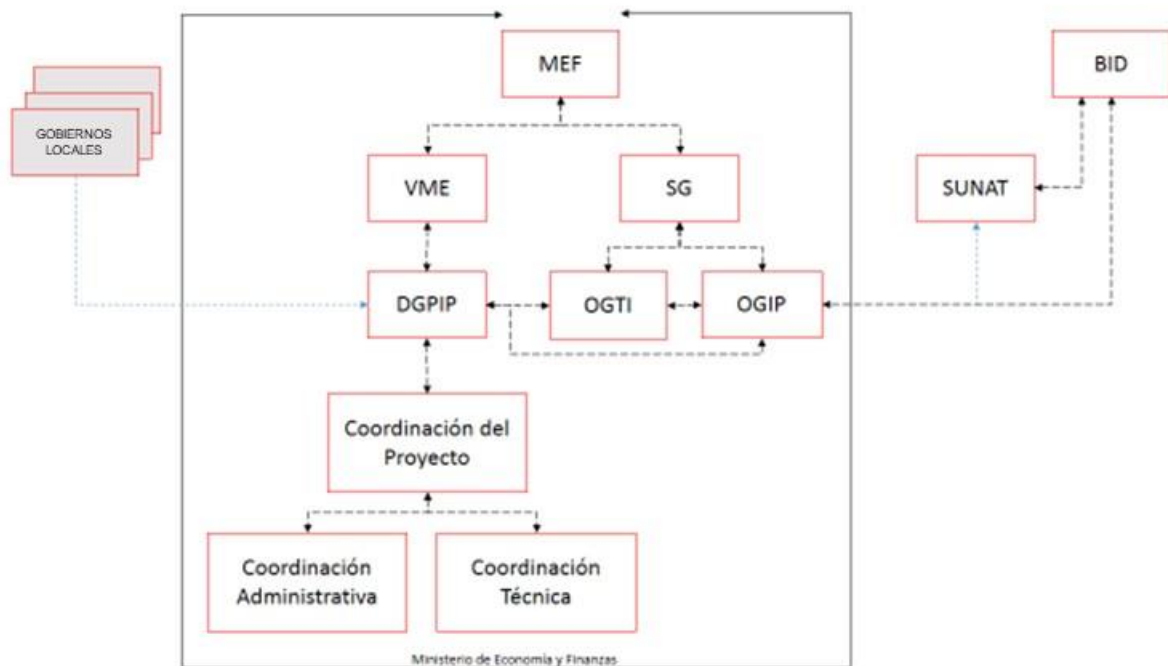 MEF
BID
GOBIERNOS
LOCALES
VME
SG
SUNAT
DGPIP
OGTI
OGIP
Coordinación del
Proyecto
Coordinación
Administrativa
Coordinación
Técnica
Ministerio de Economía y Finanzas